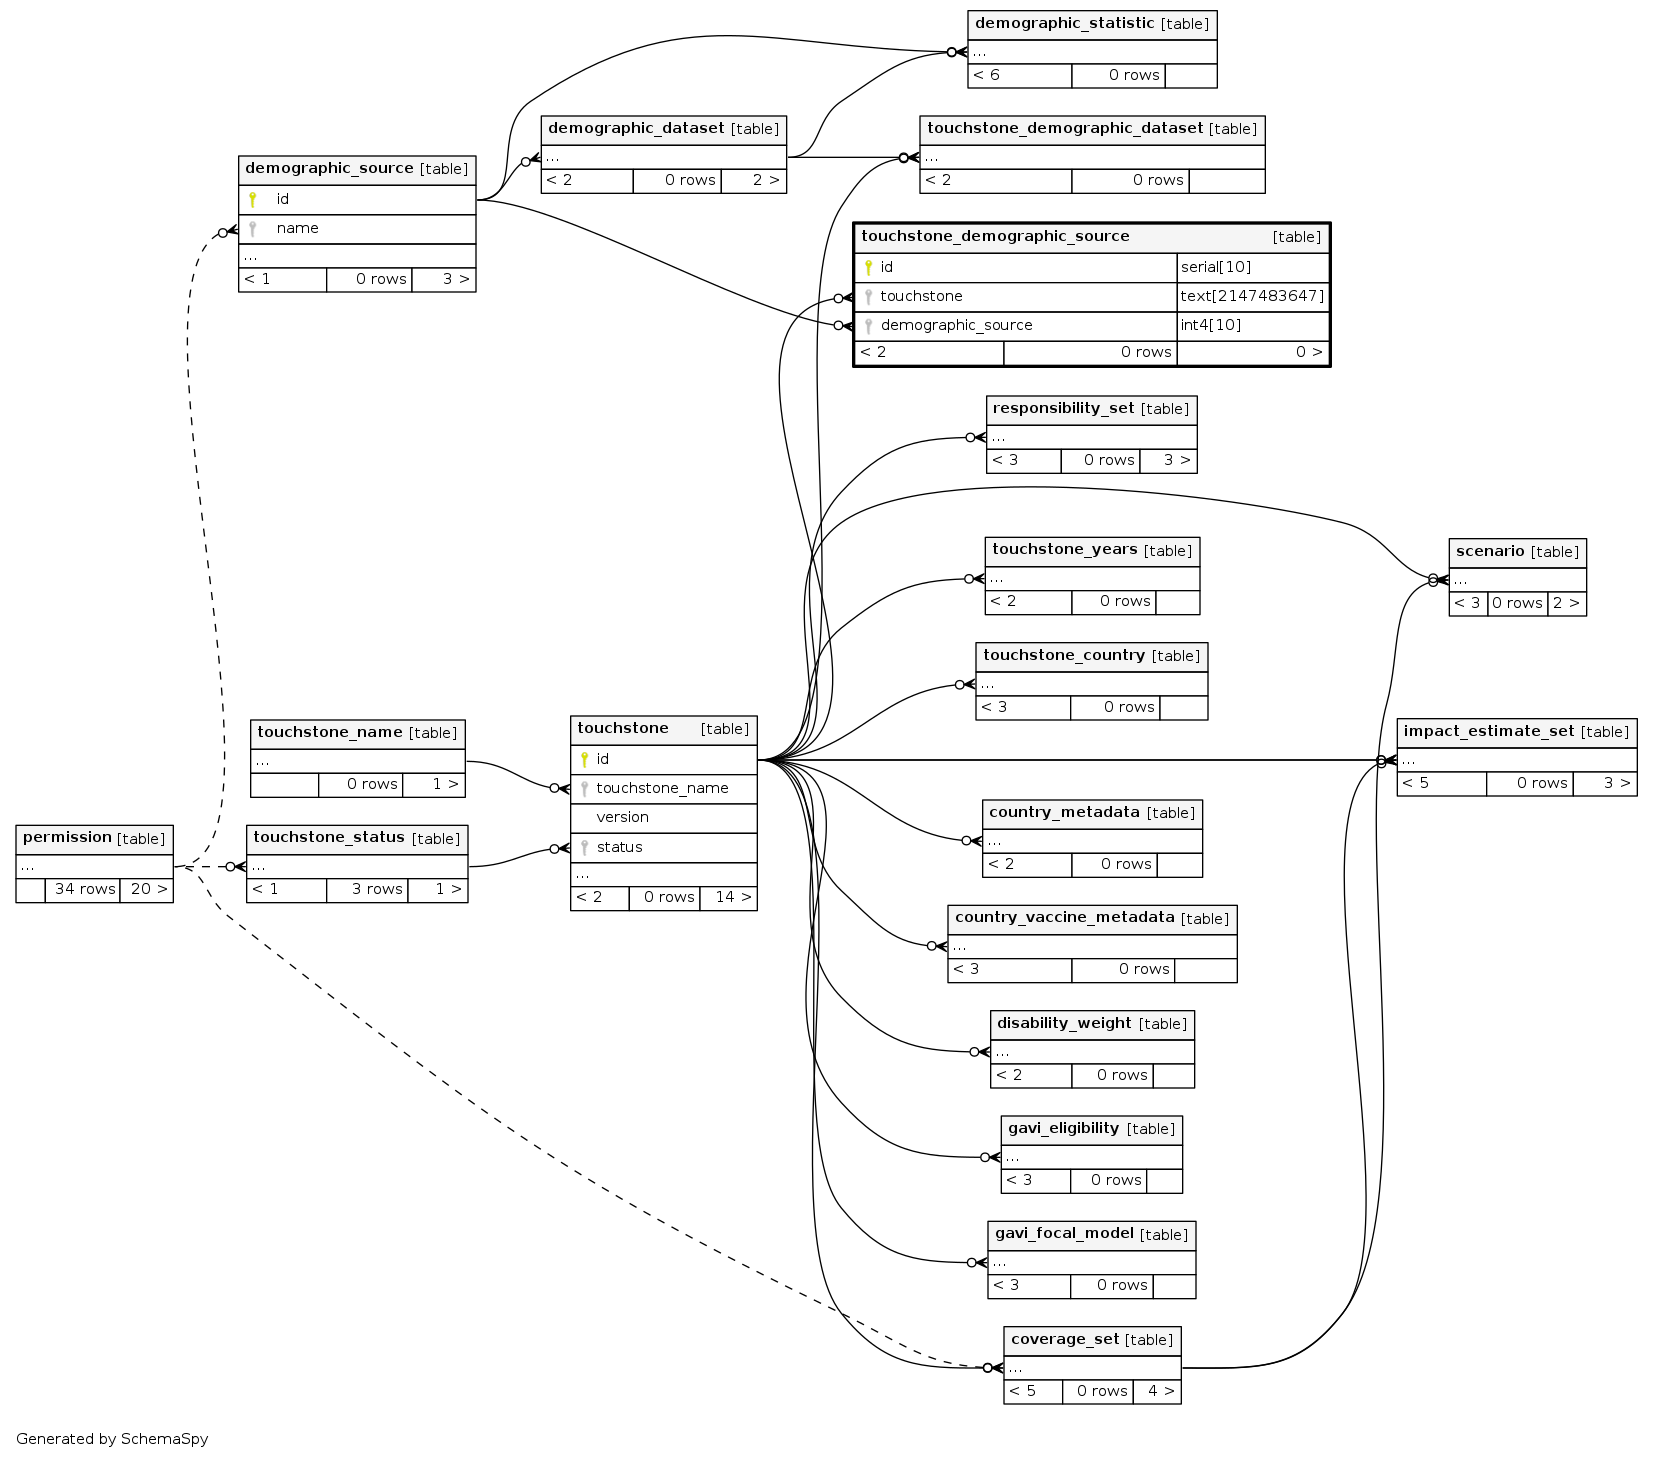 demographic_statistic [table]
...
< 6 0 rows
demographic_dataset [table]
...
< 2 0 rows 2 >
touchstone_demographic_dataset [table]
...
< 2 0 rows
demographic_source [table]
id
name
...
< 1 0 rows 3 >
touchstone_demographic_source [table]
id serial[10]
touchstone text[2147483647]
demographic_source int4[10]
< 2 0 rows 0 >
responsibility_set [table]
...
< 3 0 rows 3 >
touchstone_years [table]
...
< 2 0 rows
scenario [table]
...
< 3 0 rows 2 >
touchstone_country [table]
...
< 3 0 rows
touchstone_name [table]
...
0 rows 1 >
touchstone [table]
id
touchstone_name
version
status
...
< 2 0 rows 14 >
impact_estimate_set [table]
...
< 5 0 rows 3 >
permission [table]
...
34 rows 20 >
touchstone_status [table]
...
< 1 3 rows 1 >
country_metadata [table]
...
< 2 0 rows
country_vaccine_metadata [table]
...
< 3 0 rows
disability_weight [table]
...
< 2 0 rows
gavi_eligibility [table]
...
< 3 0 rows
gavi_focal_model [table]
...
< 3 0 rows
coverage_set [table]
...
< 5 0 rows 4 >
Generated by SchemaSpy